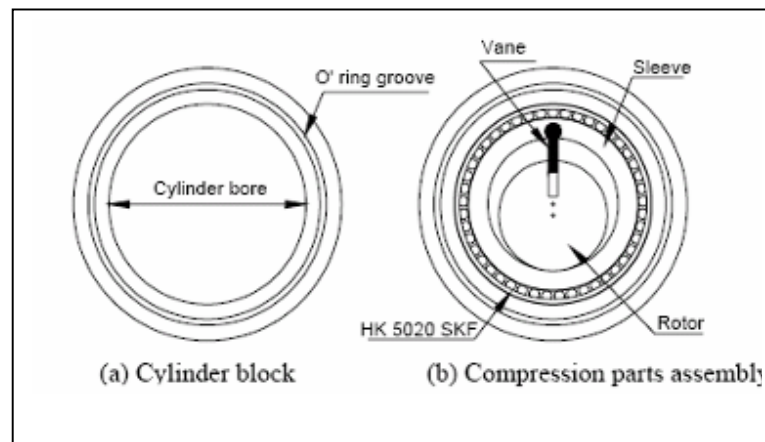 O' ring groove
Cylinder bore
Vane
Sleeve
HK 5020 SKF
Rotor
(a) Cylinder block
(b) Compression parts assembly